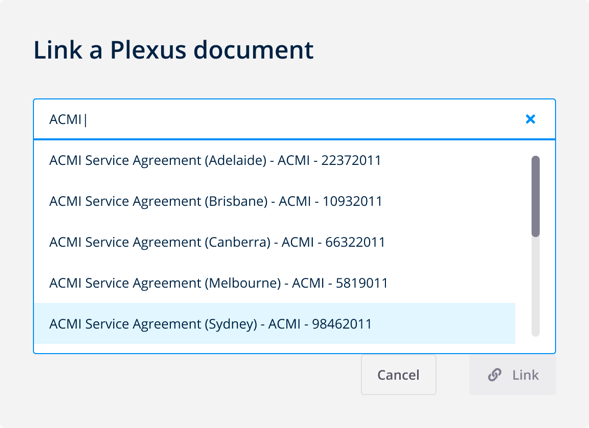 Link a Plexus document
ACMI
ACMI Service Agreement (Adelaide) - ACMI - 22372011
ACMI Service Agreement (Brisbane) - ACMI - 10932011
ACMI Service Agreement (Canberra) - ACMI - 66322011
ACMI Service Agreement (Melbourne) - ACMI - 5819011
ACMI Service Agreement (Sydney) - ACMI - 98462011
Cancel
Link